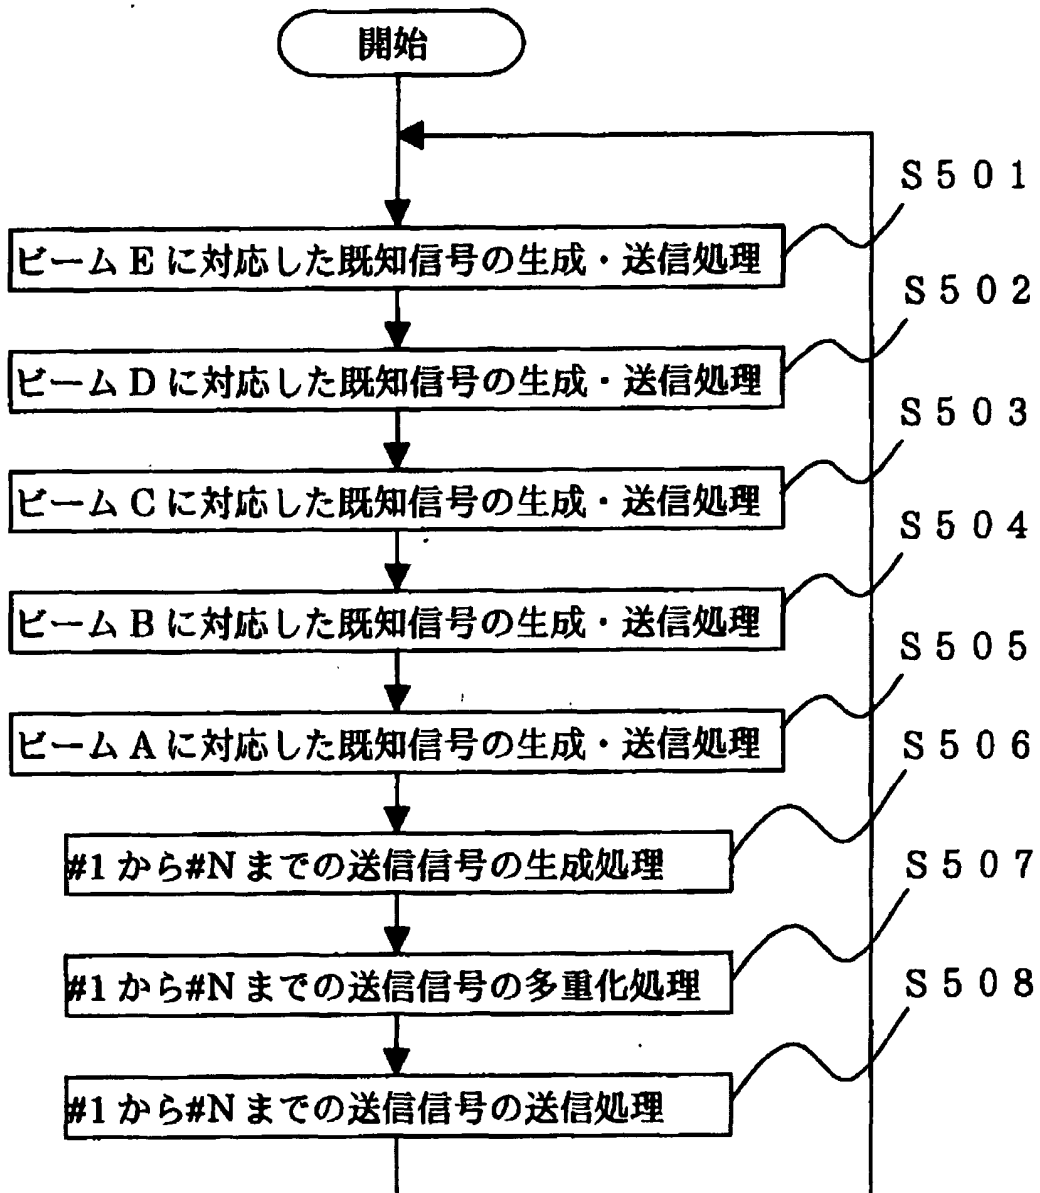 開始
S501
ビームEに対応した既知信号の生成・送信処理
S502
ビームDに対応した既知信号の生成・送信処理
S503
ビームCに対応した既知信号の生成・送信処理
S504
ビームBに対応した既知信号の生成・送信処理
S505
ビームAに対応した既知信号の生成・送信処理
S506
#1から#Nまでの送信信号の生成処理
S507
#1から#Nまでの送信信号の多重化処理
S508
#1から#Nまでの送信信号の送信処理